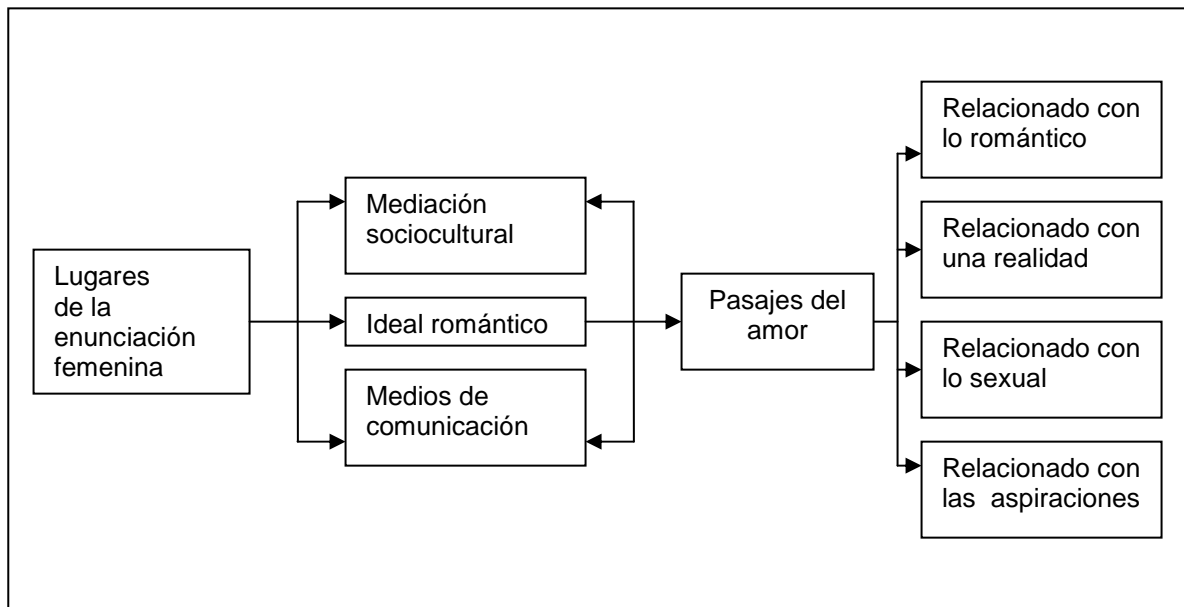 Lugares
de la
enunciación
femenina
Mediación
sociocultural
Ideal romántico
Medios de
comunicación
Pasajes del
amor
Relacionado con
lo romántico
Relacionado con
una realidad
Relacionado con
lo sexual
Relacionado con
las aspiraciones